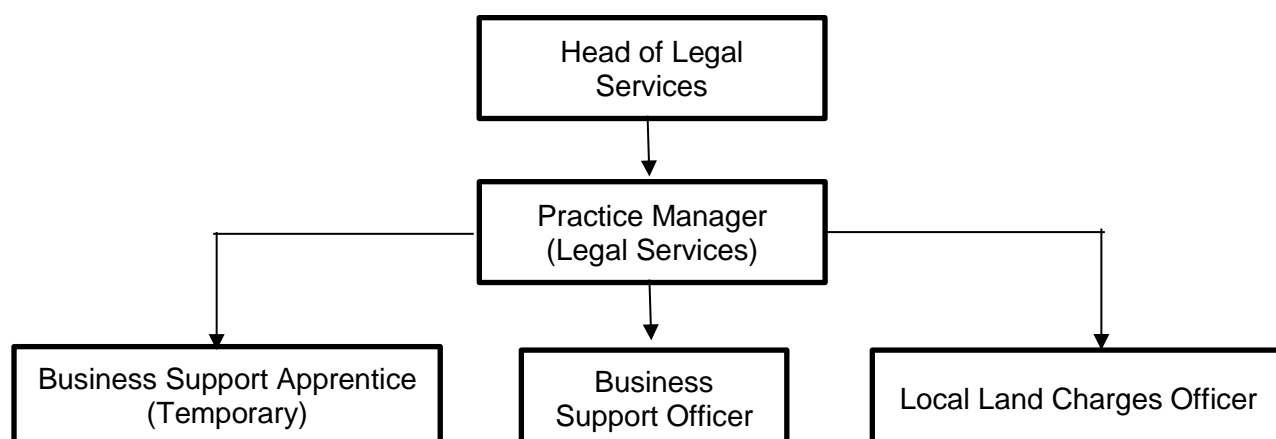 Head of Legal
Services
Practice Manager
(Legal Services)
Business Support Apprentice
(Temporary)
Business
Support Officer
Local Land Charges Officer